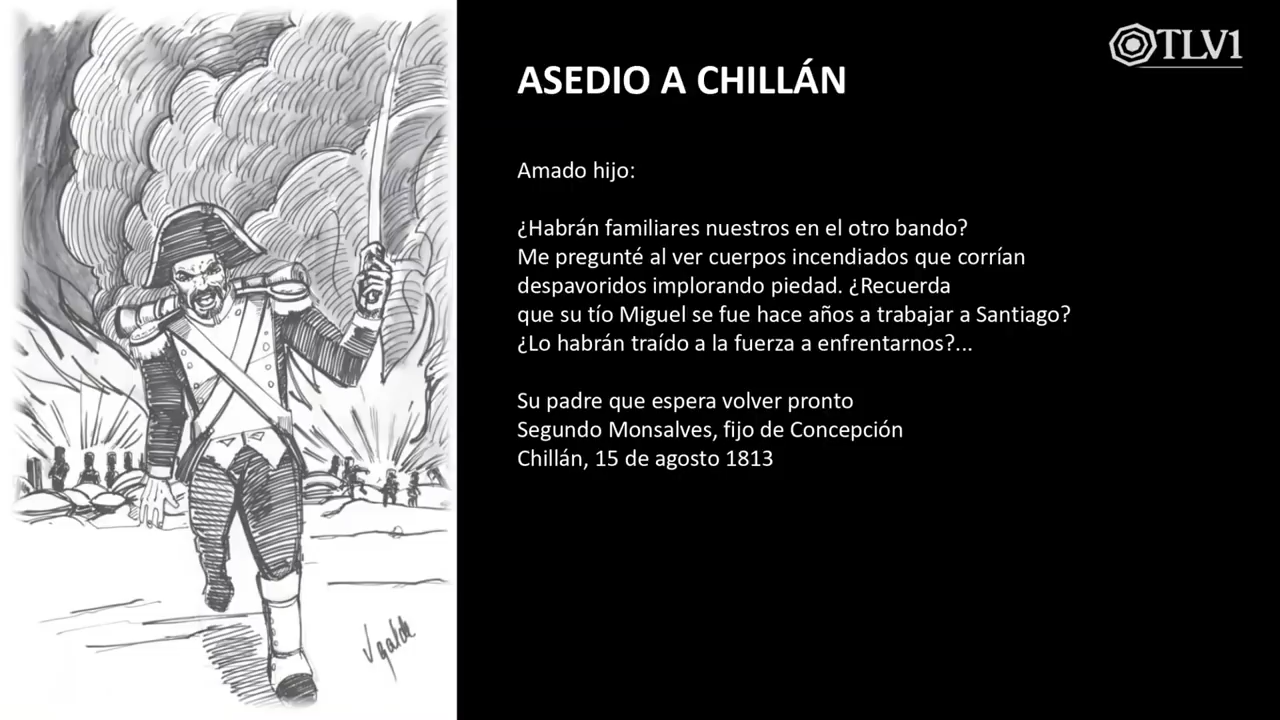 TLV1
ASEDIO A CHILLÁN
Amado hijo:
¿Habrán familiares nuestros en el otro bando?
Me pregunté al ver cuerpos incendiados que corrían
despavoridos implorando piedad. ¿Recuerda
que su tío Miguel se fue hace años a trabajar a Santiago?
¿Lo habrán traído a la fuerza a enfrentarnos?...
Su padre que espera volver pronto
Segundo Monsalves, fijo de Concepción
Chillán, 15 de agosto 1813